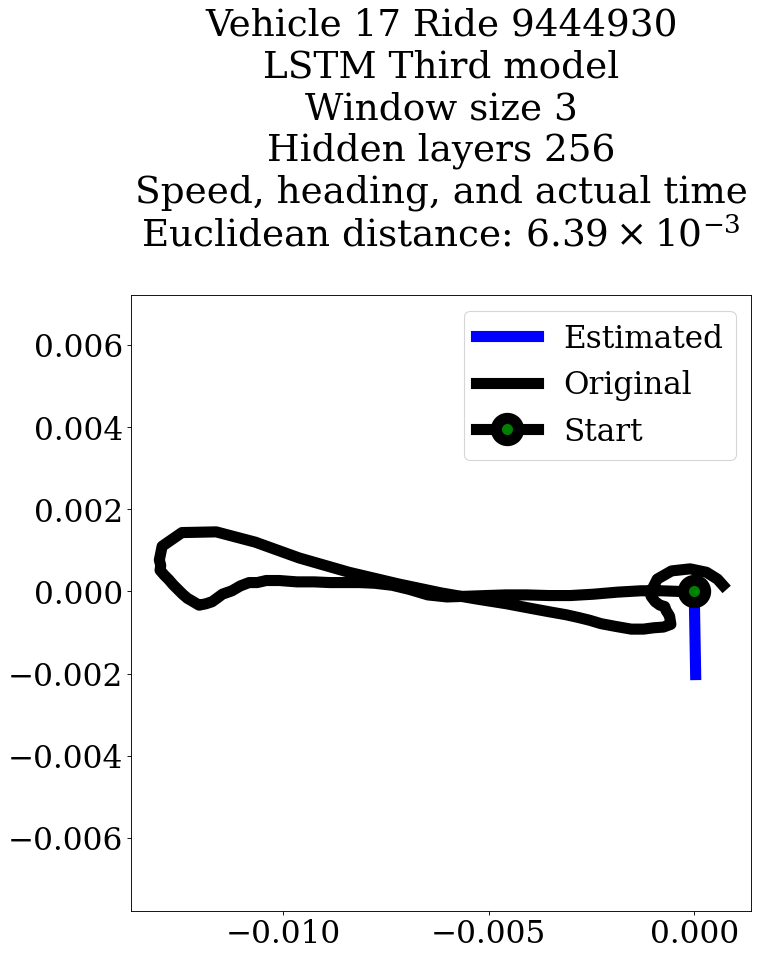 Vehicle 17 Ride 9444930
LSTM Third model
Window size 3
Hidden layers 256
Speed, heading, and actual time
Euclidean distance: 6.39 × 10⁻³
Estimated
Original
Start
0.006
0.004
0.002
0.000
−0.002
−0.004
−0.006
−0.010
−0.005
0.000